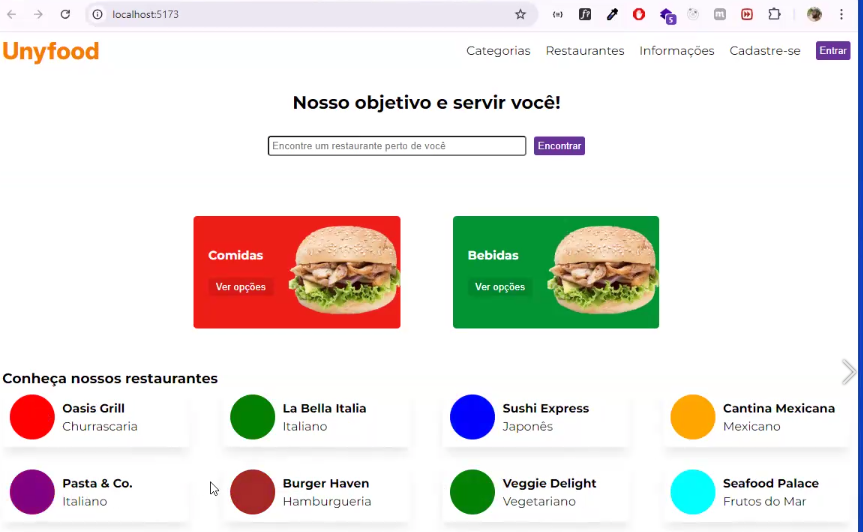 localhost:5173
Unyfood
Categorias Restaurantes Informações Cadastre-se Entrar
Nosso objetivo e servir você!
Encontre um restaurante perto de você Encontrar
Comidas
Ver opções
Bebidas
Ver opções
Conheça nossos restaurantes
Oasis Grill
Churrascaria
La Bella Italia
Italiano
Sushi Express
Japonês
Cantina Mexicana
Mexicano
Pasta & Co.
Italiano
Burger Haven
Hamburgueria
Veggie Delight
Vegetariano
Seafood Palace
Frutos do Mar